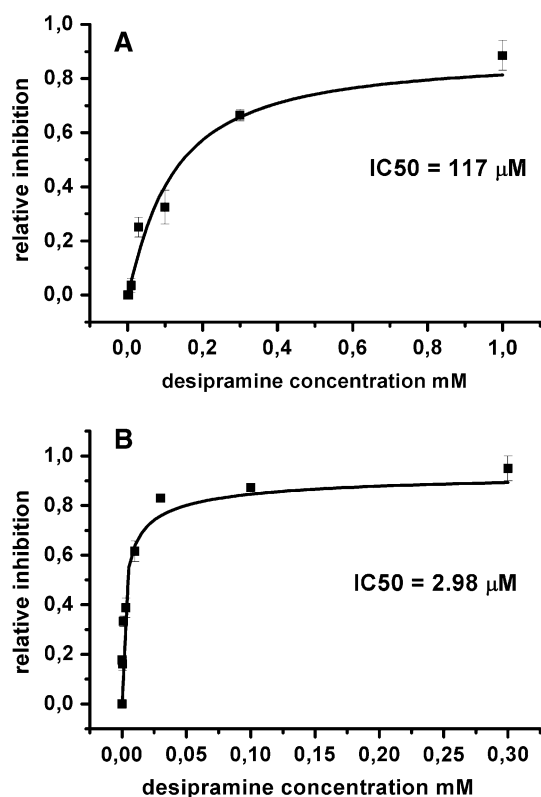 A
1,0
0,8
0,6
0,4
0,2
0,0
relative inhibition
IC50 = 117 μM
0,0 0,2 0,4 0,6 0,8 1,0
desipramine concentration mM
B
1,0
0,8
0,6
0,4
0,2
0,0
relative inhibition
IC50 = 2.98 μM
0,00 0,05 0,10 0,15 0,20 0,25 0,30
desipramine concentration mM